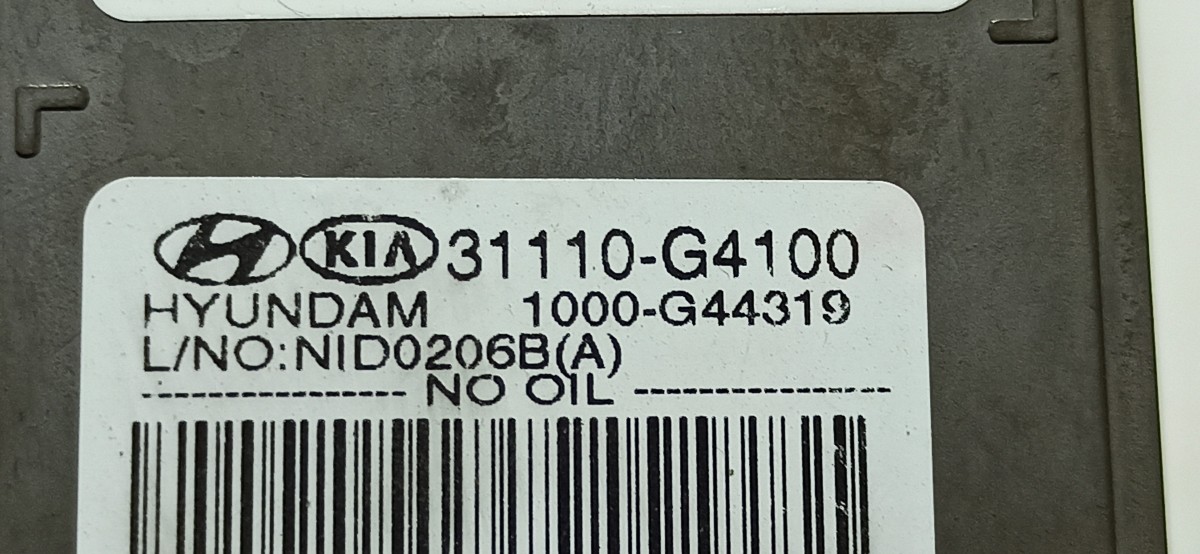 KIA 31110-G4100
HYUNDAM 1000-G44319
L/NO:NID0206B(A)
---------------- NO OIL ----------------